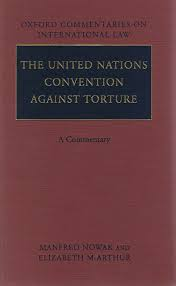 OXFORD COMMENTARIES ON
INTERNATIONAL LAW
THE UNITED NATIONS
CONVENTION
AGAINST TORTURE
A Commentary
MANFRED NOWAK AND
ELIZABETH McARTHUR